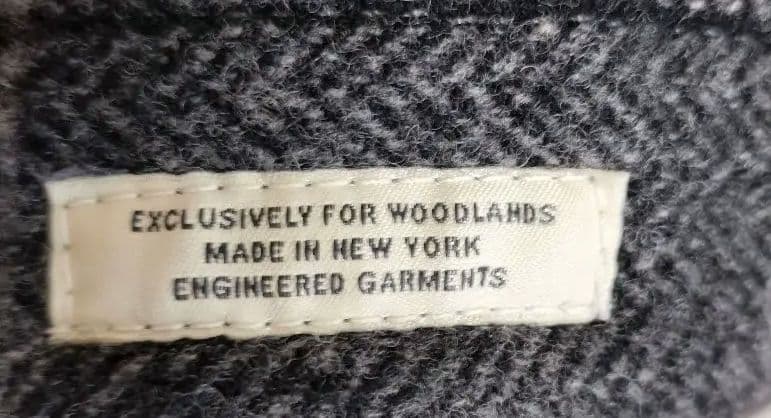 EXCLUSIVELY FOR WOODLANDS
MADE IN NEW YORK
ENGINEERED GARMENTS